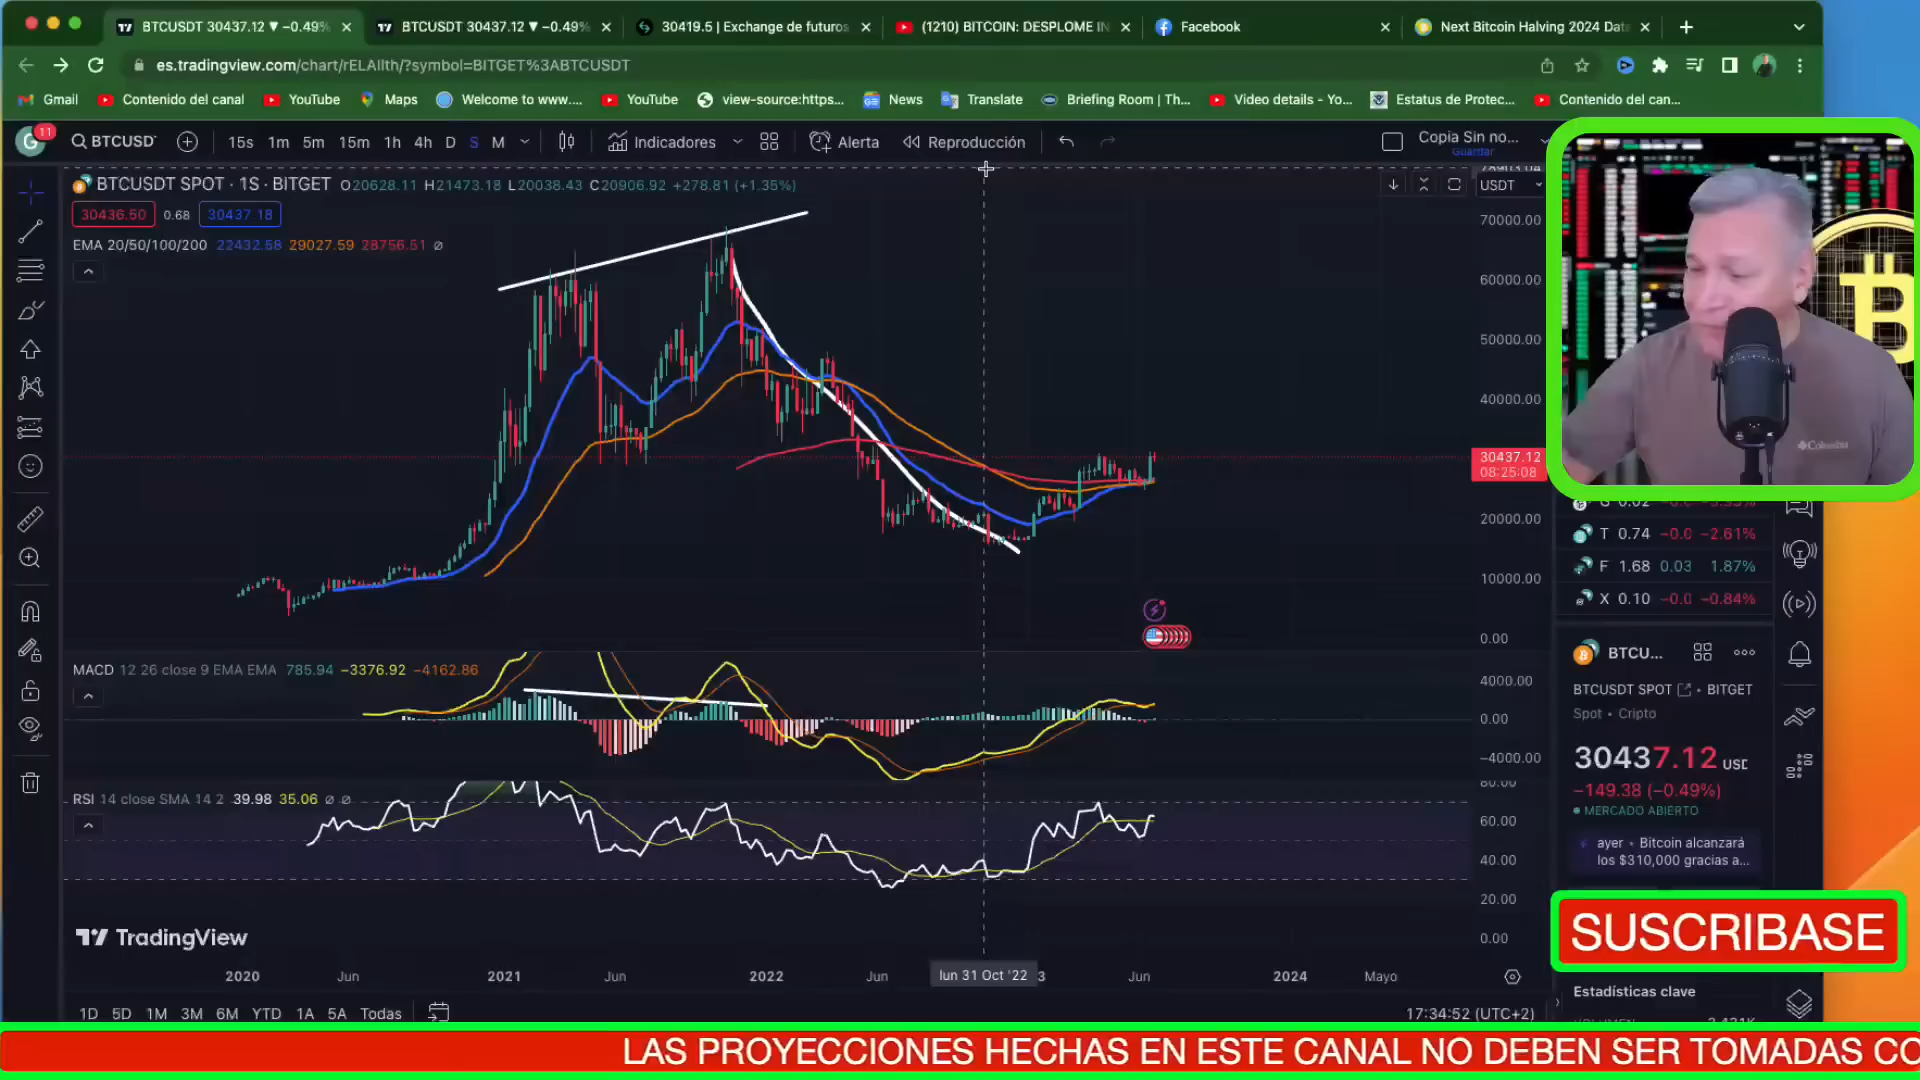 BTCUSDT 30437.12 ▼ −0.49%
BTCUSDT 30437.12 ▼ −0.49%
30419.5 | Exchange de futuros
(1210) BITCOIN: DESPLOME IN
Facebook
Next Bitcoin Halving 2024 Date
es.tradingview.com/chart/rELAIlth/?symbol=BITGET%3ABTCUSDT
Gmail
Contenido del canal
YouTube
Maps
Welcome to www....
YouTube
view-source:https...
News
Translate
Briefing Room | Th...
Video details - Yo...
Estatus de Protec...
Contenido del can...
G 11
BTCUSD
15s 1m 5m 15m 1h 4h D S M
Indicadores
Alerta
Reproducción
Copia Sin no...
Guardar
BTCUSDT SPOT · 1S · BITGET O20628.11 H21473.18 L20038.43 C20906.92 +278.81 (+1.35%)
USDT
30436.50 0.68 30437.18
EMA 20/50/100/200 22432.58 29027.59 28756.51 ∅
70000.00
60000.00
50000.00
40000.00
30437.12
08:25:08
20000.00
10000.00
0.00
MACD 12 26 close 9 EMA EMA 785.94 −3376.92 −4162.86
4000.00
0.00
−4000.00
RSI 14 close SMA 14 2 39.98 35.06 ∅ ∅
80.00
60.00
40.00
20.00
0.00
TradingView
2020 Jun 2021 Jun 2022 Jun lun 31 Oct '22 3 Jun 2024 Mayo
1D 5D 1M 3M 6M YTD 1A 5A Todas
17:34:52 (UTC+2)
Columbia
T 0.74 −0.0 −2.61%
F 1.68 0.03 1.87%
X 0.10 −0.0 −0.84%
BTCU...
BTCUSDT SPOT • BITGET
Spot • Cripto
30437.12 USD
−149.38 (−0.49%)
MERCADO ABIERTO
ayer • Bitcoin alcanzará
los $310,000 gracias a...
SUSCRIBASE
Estadísticas clave
LAS PROYECCIONES HECHAS EN ESTE CANAL NO DEBEN SER TOMADAS CO